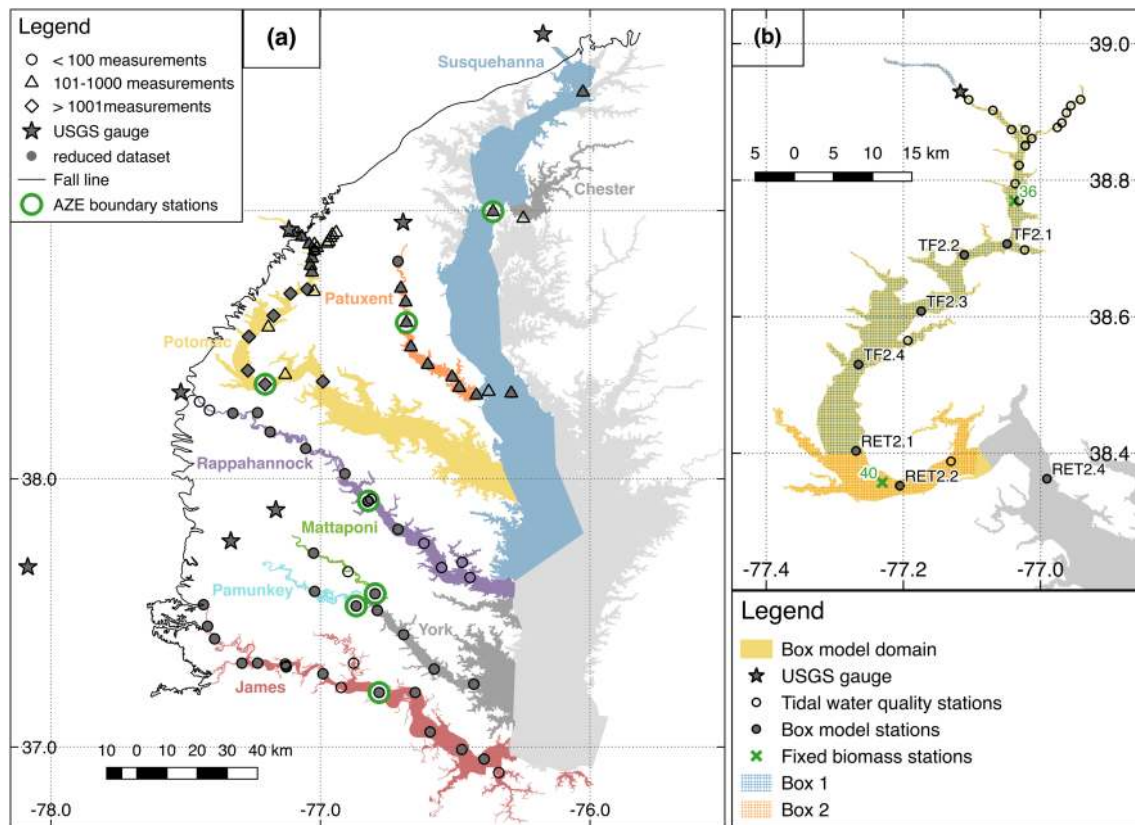 Legend
< 100 measurements
101-1000 measurements
> 1001measurements
USGS gauge
reduced dataset
Fall line
AZE boundary stations
(a)
Susquehanna
Chester
Patuxent
Potomac
Rappahannock
Mattaponi
Pamunkey
York
James
38.0
37.0
10 0 10 20 30 40 km
-78.0
-77.0
-76.0
(b)
39.0
5 0 5 10 15 km
38.8
36
TF2.1
TF2.2
TF2.3
38.6
TF2.4
RET2.1
38.4
40
RET2.2
RET2.4
-77.4
-77.2
-77.0
Legend
Box model domain
USGS gauge
Tidal water quality stations
Box model stations
Fixed biomass stations
Box 1
Box 2